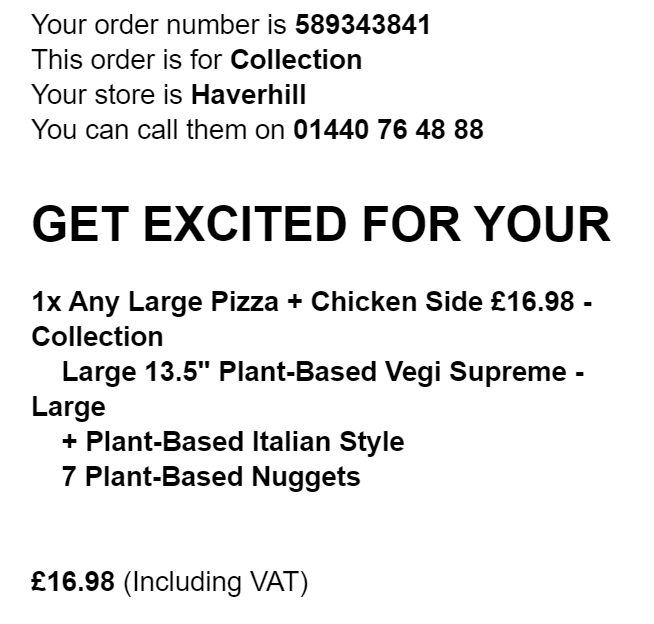 Your order number is 589343841
This order is for Collection
Your store is Haverhill
You can call them on 01440 76 48 88
GET EXCITED FOR YOUR
1x Any Large Pizza + Chicken Side £16.98 -
Collection
Large 13.5" Plant-Based Vegi Supreme -
Large
+ Plant-Based Italian Style
7 Plant-Based Nuggets
£16.98 (Including VAT)